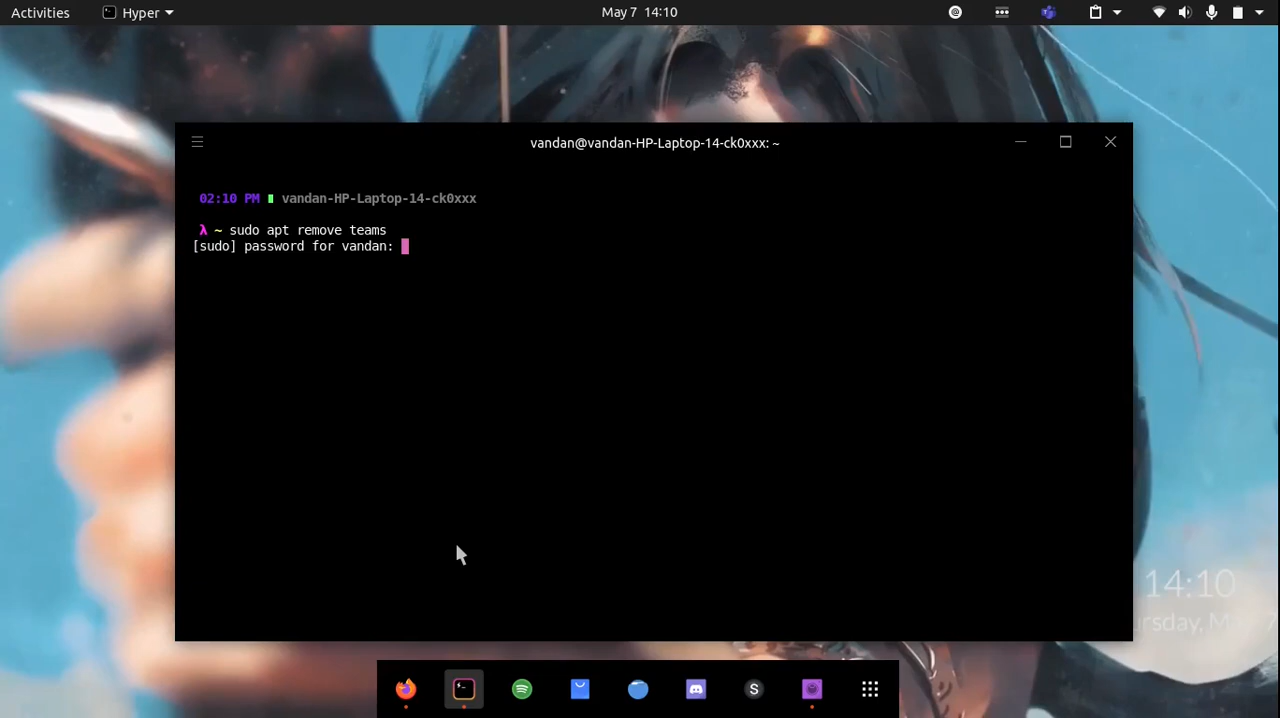 Activities Hyper May 7 14:10
vandan@vandan-HP-Laptop-14-ck0xxx: ~
02:10 PM vandan-HP-Laptop-14-ck0xxx
λ ~ sudo apt remove teams
[sudo] password for vandan:
14:10
S